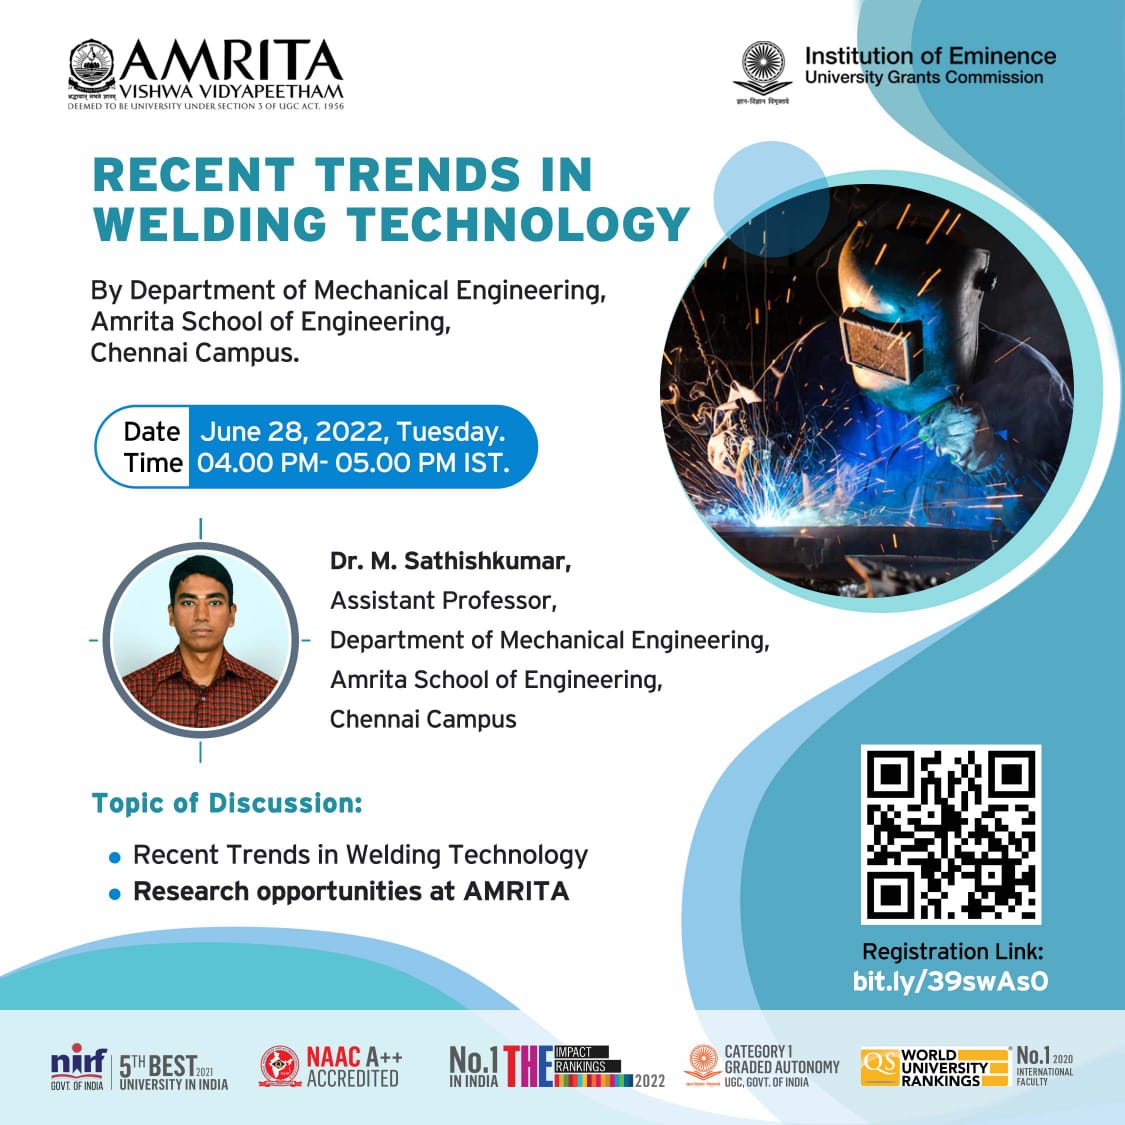 AMRITA
VISHWA VIDYAPEETHAM
DEEMED TO BE UNIVERSITY UNDER SECTION 3 OF UGC ACT, 1956
Institution of Eminence
University Grants Commission
ज्ञान-विज्ञान विमुक्तये
RECENT TRENDS IN
WELDING TECHNOLOGY
By Department of Mechanical Engineering,
Amrita School of Engineering,
Chennai Campus.
Date June 28, 2022, Tuesday.
Time 04.00 PM- 05.00 PM IST.
Dr. M. Sathishkumar,
Assistant Professor,
Department of Mechanical Engineering,
Amrita School of Engineering,
Chennai Campus
Topic of Discussion:
Recent Trends in Welding Technology
Research opportunities at AMRITA
Registration Link:
bit.ly/39swAsO
nirf
GOVT. OF INDIA
5TH BEST 2021
UNIVERSITY IN INDIA
NAAC A++
ACCREDITED
No.1
IN INDIA
THE
IMPACT
RANKINGS
2022
CATEGORY 1
GRADED AUTONOMY
UGC, GOVT. OF INDIA
QS
WORLD
UNIVERSITY
RANKINGS
No.1 2020
INTERNATIONAL
FACULTY